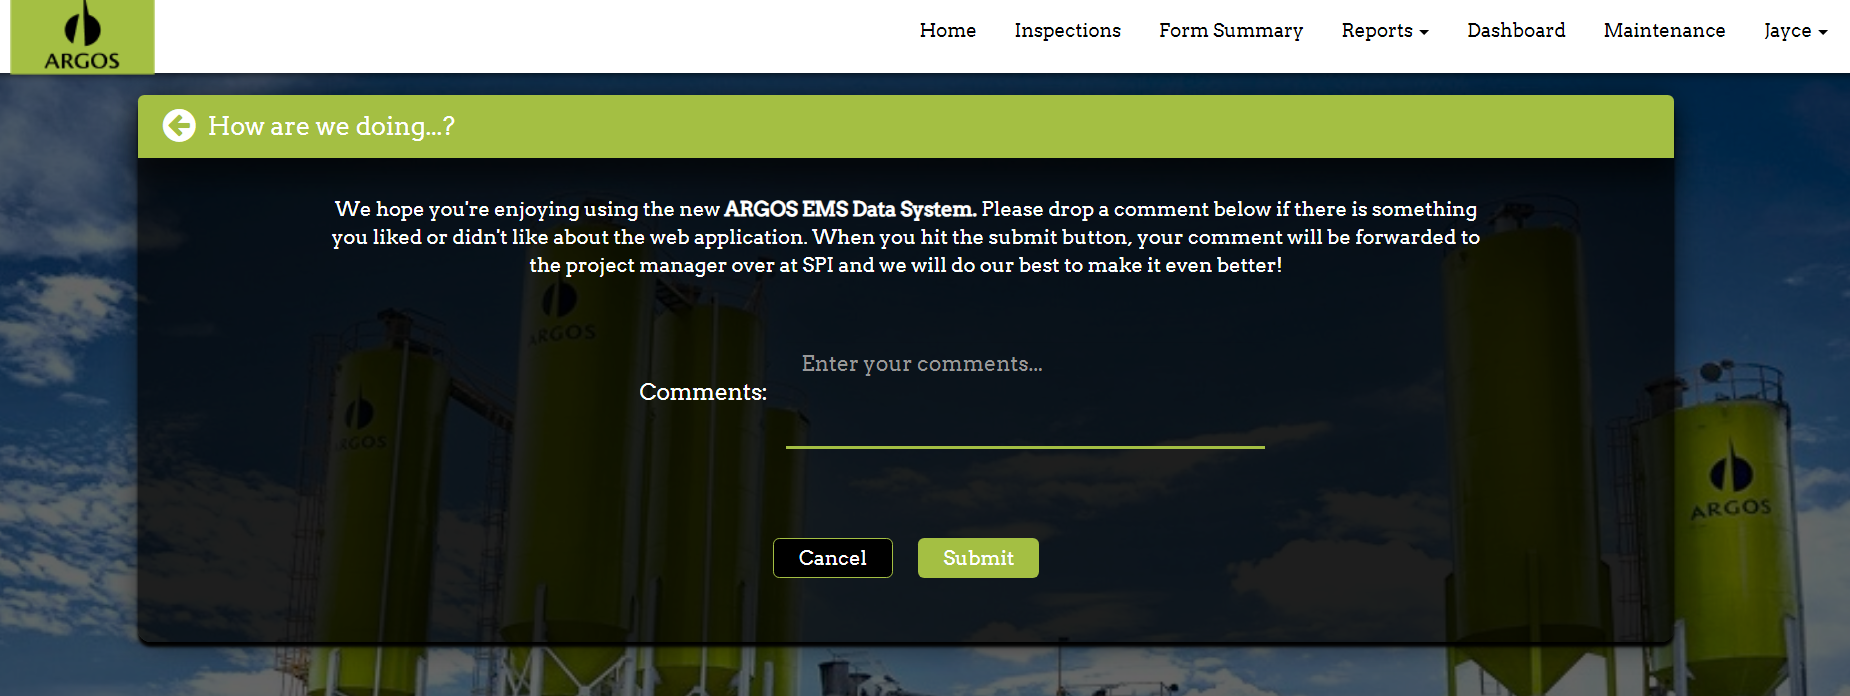 ARGOS
Home Inspections Form Summary Reports Dashboard Maintenance Jayce
How are we doing...?
We hope you're enjoying using the new ARGOS EMS Data System. Please drop a comment below if there is something
you liked or didn't like about the web application. When you hit the submit button, your comment will be forwarded to
the project manager over at SPI and we will do our best to make it even better!
ARGOS
Enter your comments...
Comments:
ARGOS
ARGOS
Cancel Submit